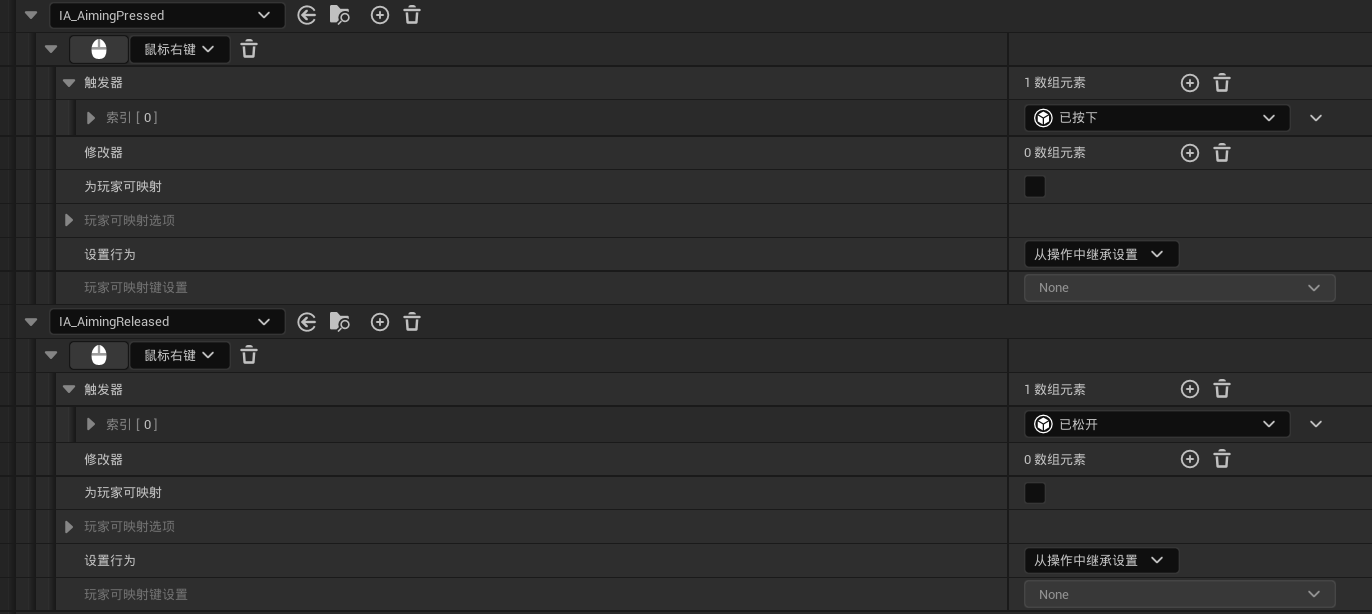 IA_AimingPressed
鼠标右键
触发器 1 数组元素
索引 [ 0 ] 已按下
修改器 0 数组元素
为玩家可映射
玩家可映射选项
设置行为 从操作中继承设置
玩家可映射键设置 None
IA_AimingReleased
鼠标右键
触发器 1 数组元素
索引 [ 0 ] 已松开
修改器 0 数组元素
为玩家可映射
玩家可映射选项
设置行为 从操作中继承设置
玩家可映射键设置 None